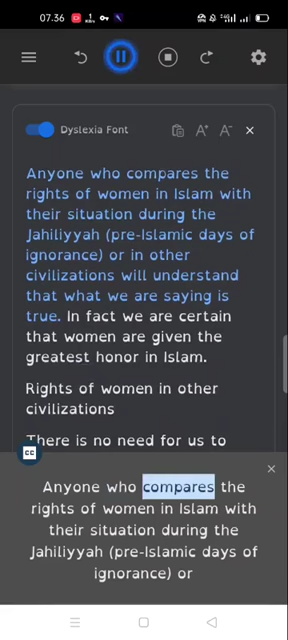 07.36
Dyslexia Font
A+
A-
Anyone who compares the
rights of women in Islam with
their situation during the
Jahiliyyah (pre-Islamic days of
ignorance) or in other
civilizations will understand
that what we are saying is
true. In fact we are certain
that women are given the
greatest honor in Islam.
Rights of women in other
civilizations
There is no need for us to
CC
Anyone who compares the
rights of women in Islam with
their situation during the
Jahiliyyah (pre-Islamic days of
ignorance) or